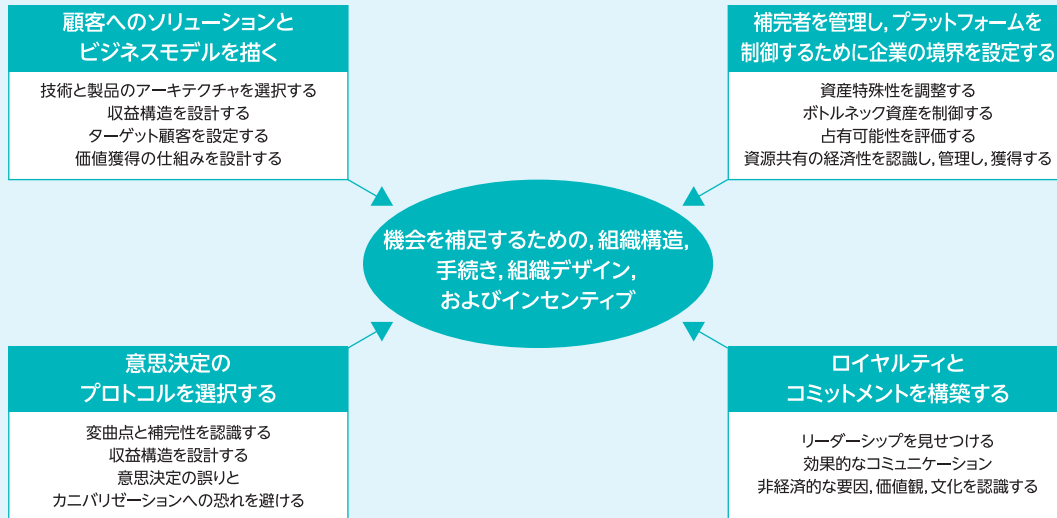 顧客へのソリューションと
ビジネスモデルを描く
技術と製品のアーキテクチャを選択する
収益構造を設計する
ターゲット顧客を設定する
価値獲得の仕組みを設計する
補完者を管理し,プラットフォームを
制御するために企業の境界を設定する
資産特殊性を調整する
ボトルネック資産を制御する
占有可能性を評価する
資源共有の経済性を認識し,管理し,獲得する
機会を補足するための,組織構造,
手続き,組織デザイン,
およびインセンティブ
意思決定の
プロトコルを選択する
変曲点と補完性を認識する
収益構造を設計する
意思決定の誤りと
カニバリゼーションへの恐れを避ける
ロイヤルティと
コミットメントを構築する
リーダーシップを見せつける
効果的なコミュニケーション
非経済的な要因,価値観,文化を認識する